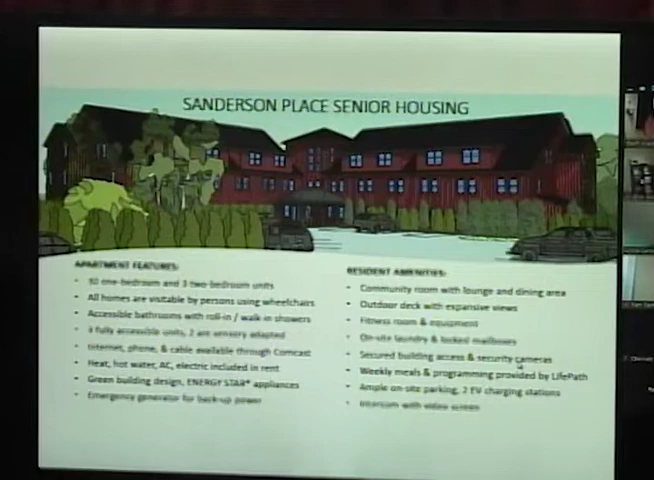 SANDERSON PLACE SENIOR HOUSING
APARTMENT FEATURES:
one-bedroom and 3 two-bedroom units
All homes are visitable by persons using wheelchairs
Accessible bathrooms with roll-in / walk-in showers
3 fully accessible units, 2 are sensory adapted
Internet, phone, & cable available through Comcast
Heat, hot water, AC, electric included in rent
Green building design, ENERGY STAR® appliances
Emergency generator for back-up power
RESIDENT AMENITIES:
Community room with lounge and dining area
Outdoor deck with expansive views
Fitness room & equipment
On-site laundry & locked mailboxes
Secured building access & security cameras
Weekly meals & programming provided by LifePath
Ample on-site parking, 2 EV charging stations
Intercom with video screen